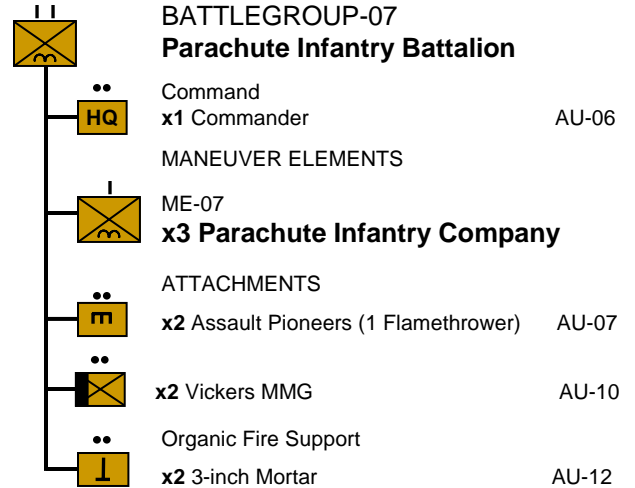 BATTLEGROUP-07
Parachute Infantry Battalion
Command
HQ x1 Commander AU-06
MANEUVER ELEMENTS
ME-07
x3 Parachute Infantry Company
ATTACHMENTS
x2 Assault Pioneers (1 Flamethrower) AU-07
x2 Vickers MMG AU-10
Organic Fire Support
x2 3-inch Mortar AU-12